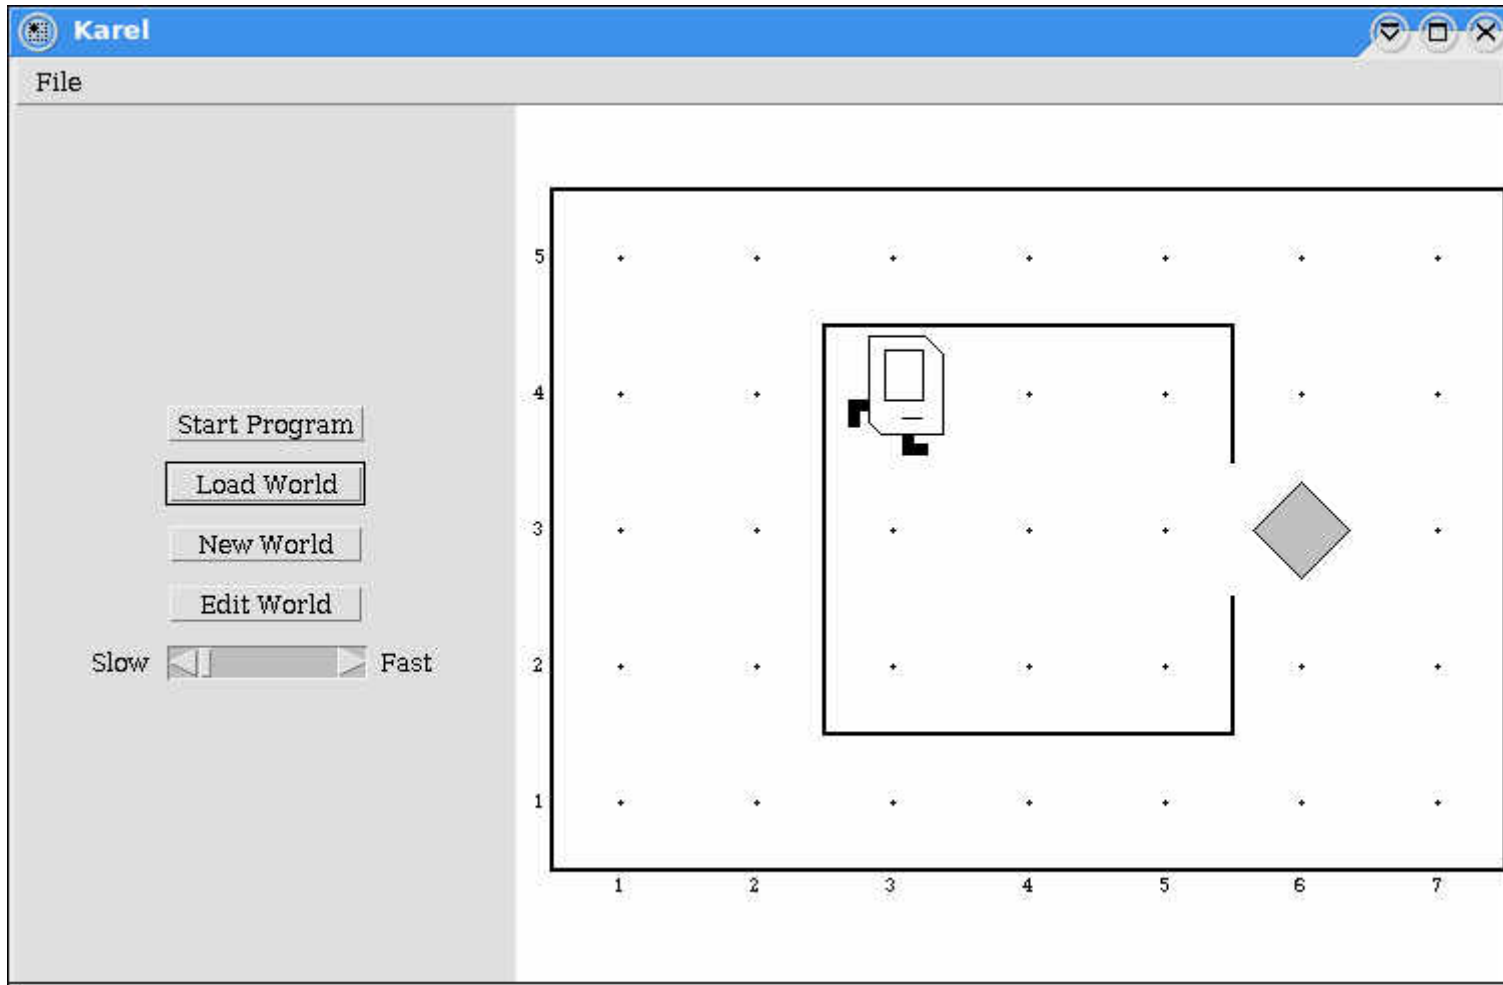 Karel
File
Start Program
Load World
New World
Edit World
Slow Fast
5
4
3
2
1
1 2 3 4 5 6 7